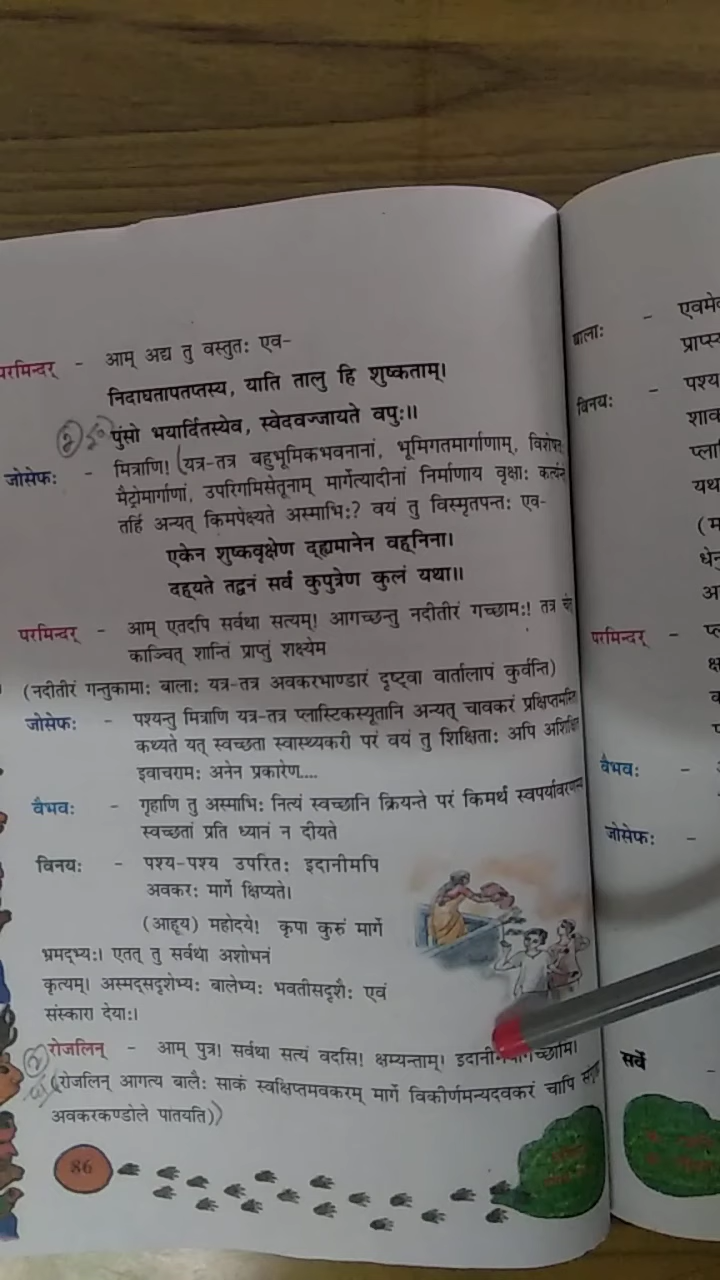 परमिन्दर् - आम् अद्य तु वस्तुतः एव-
निदाघतापतप्तस्य, याति तालु हि शुष्कताम्।
पुंसो भयार्दितस्येव, स्वेदवज्जायते वपुः॥
जोसेफः - मित्राणि! (यत्र-तत्र बहुभूमिकभवनानां, भूमिगतमार्गाणाम्, विशेषतः
मैट्रोमार्गाणां, उपरिगमिसेतूनाम् मार्गेत्यादीनां निर्माणाय वृक्षाः कर्त्यन्ते
तर्हि अन्यत् किमपेक्ष्यते अस्माभिः? वयं तु विस्मृतपन्तः एव-
एकेन शुष्कवृक्षेण दह्यमानेन वह्निना।
दह्यते तद्वनं सर्वं कुपुत्रेण कुलं यथा॥
परमिन्दर् - आम् एतदपि सर्वथा सत्यम्! आगच्छन्तु नदीतीरं गच्छामः! तत्र चेत्
काञ्चित् शान्तिं प्राप्तुं शक्ष्येम
(नदीतीरं गन्तुकामाः बालाः यत्र-तत्र अवकरभाण्डारं दृष्ट्वा वार्तालापं कुर्वन्ति)
जोसेफः - पश्यन्तु मित्राणि यत्र-तत्र प्लास्टिकस्यूतानि अन्यत् चावकरं प्रक्षिप्तमस्ति
कथ्यते यत् स्वच्छता स्वास्थ्यकरी परं वयं तु शिक्षिताः अपि अशिक्षित
इवाचरामः अनेन प्रकारेण....
वैभवः - गृहाणि तु अस्माभिः नित्यं स्वच्छानि क्रियन्ते परं किमर्थं स्वपर्यावरणस्य
स्वच्छतां प्रति ध्यानं न दीयते
विनयः - पश्य-पश्य उपरितः इदानीमपि
अवकरः मार्गे क्षिप्यते।
(आहूय) महोदये! कृपा कुरुं मार्गे
भ्रमद्भ्यः। एतत् तु सर्वथा अशोभनं
कृत्यम्। अस्मद्सदृशेभ्यः बालेभ्यः भवतीसदृशैः एवं
संस्कारा देयाः।
रोजलिन् - आम् पुत्र! सर्वथा सत्यं वदसि! क्षम्यन्ताम्।
(रोजलिन् आगत्य बालैः साकं स्वक्षिप्तमवकरम् मार्गे विकीर्णमन्यदवकरं चापि
अवकरकण्डोले पातयति)
86
बालाः - एवमे
प्राप्स
विनयः - पश्य
शाक
प्ला
यथ
(म
धेन
अ
परमिन्दर् - प्ल
क्ष
वैभवः -
जोसेफः -
सर्वे -